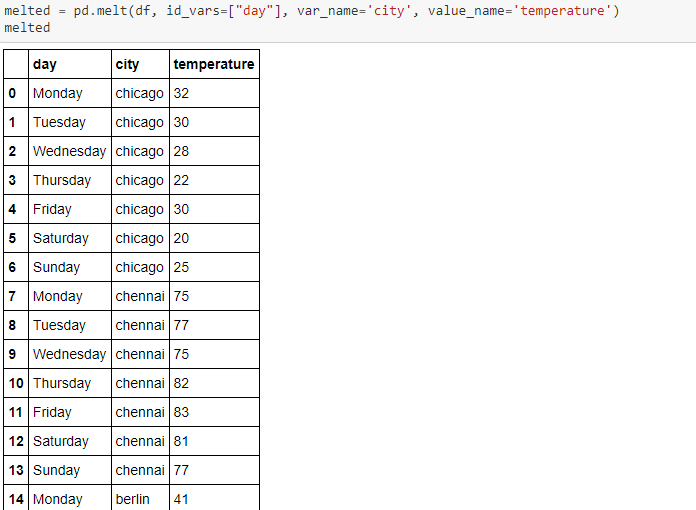 melted = pd.melt(df, id_vars=["day"], var_name='city', value_name='temperature')
melted
day city temperature
0 Monday chicago 32
1 Tuesday chicago 30
2 Wednesday chicago 28
3 Thursday chicago 22
4 Friday chicago 30
5 Saturday chicago 20
6 Sunday chicago 25
7 Monday chennai 75
8 Tuesday chennai 77
9 Wednesday chennai 75
10 Thursday chennai 82
11 Friday chennai 83
12 Saturday chennai 81
13 Sunday chennai 77
14 Monday berlin 41